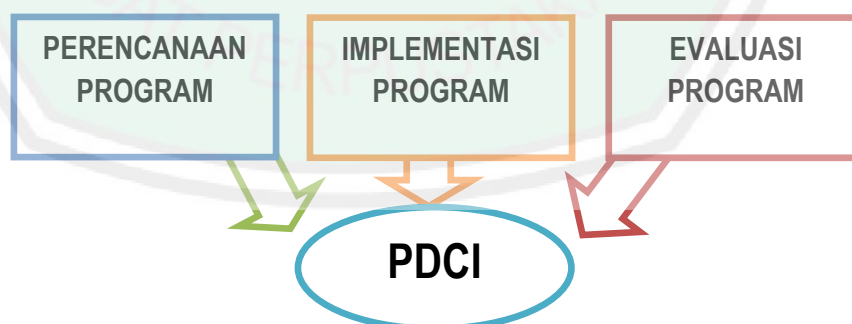 PERENCANAAN
PROGRAM
IMPLEMENTASI
PROGRAM
EVALUASI
PROGRAM
PDCI